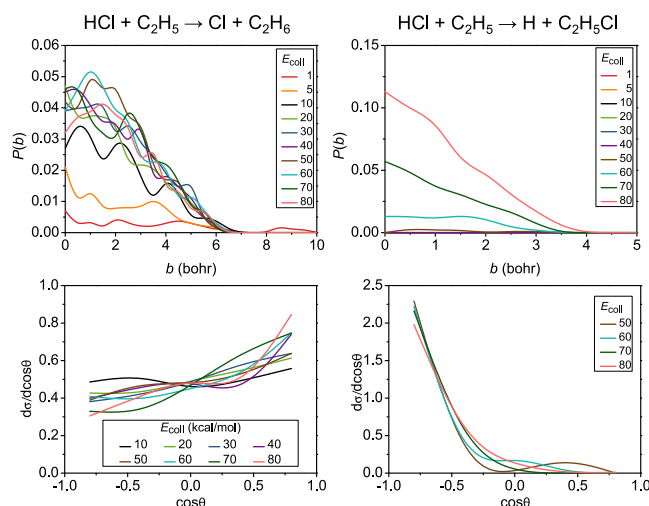 HCl + C₂H₅ → Cl + C₂H₆
HCl + C₂H₅ → H + C₂H₅Cl
0.06
0.05
0.04
0.03
0.02
0.01
0.00
P(b)
0 2 4 6 8 10
b (bohr)
E_coll
1
5
10
20
30
40
50
60
70
80
0.15
0.10
0.05
0.00
P(b)
0 1 2 3 4 5
b (bohr)
E_coll
1
5
10
20
30
40
50
60
70
80
1.0
0.8
0.6
0.4
0.2
0.0
dσ/dcosθ
E_coll (kcal/mol)
10 20 30 40
50 60 70 80
-1.0 -0.5 0.0 0.5 1.0
cosθ
2.5
2.0
1.5
1.0
0.5
0.0
dσ/dcosθ
E_coll
50
60
70
80
-1.0 -0.5 0.0 0.5 1.0
cosθ